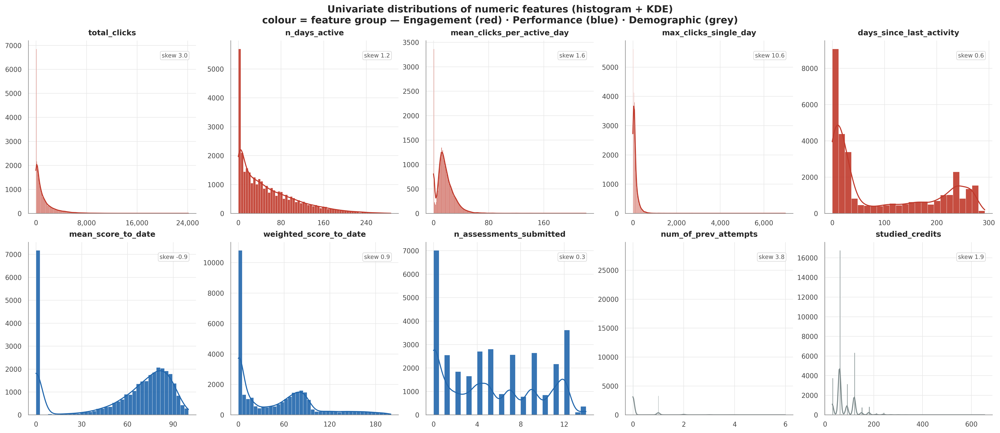 Univariate distributions of numeric features (histogram + KDE)
colour = feature group — Engagement (red) · Performance (blue) · Demographic (grey)
total_clicks
skew 3.0
7000
6000
5000
4000
3000
2000
1000
0
0 8,000 16,000 24,000
n_days_active
skew 1.2
5000
4000
3000
2000
1000
0
0 80 160 240
mean_clicks_per_active_day
skew 1.6
3500
3000
2500
2000
1500
1000
500
0
0 80 160
max_clicks_single_day
skew 10.6
5000
4000
3000
2000
1000
0
0 2,000 4,000 6,000
days_since_last_activity
skew 0.6
8000
6000
4000
2000
0
0 100 200 300
mean_score_to_date
skew -0.9
7000
6000
5000
4000
3000
2000
1000
0
0 30 60 90
weighted_score_to_date
skew 0.9
10000
8000
6000
4000
2000
0
0 60 120 180
n_assessments_submitted
skew 0.3
7000
6000
5000
4000
3000
2000
1000
0
0 4 8 12
num_of_prev_attempts
skew 3.8
25000
20000
15000
10000
5000
0
0 2 4 6
studied_credits
skew 1.9
16000
14000
12000
10000
8000
6000
4000
2000
0
0 200 400 600